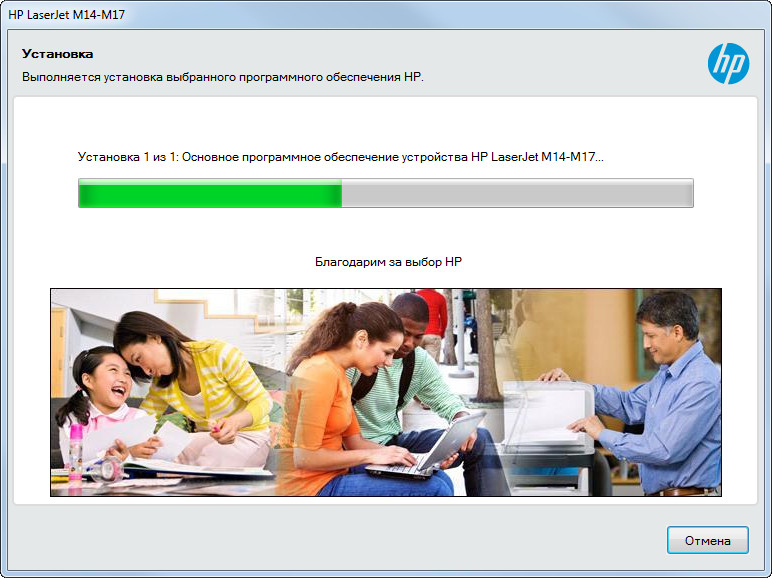 HP LaserJet M14-M17
Установка
Выполняется установка выбранного программного обеспечения HP.
hp
Установка 1 из 1: Основное программное обеспечение устройства HP LaserJet M14-M17...
Благодарим за выбор HP
Отмена